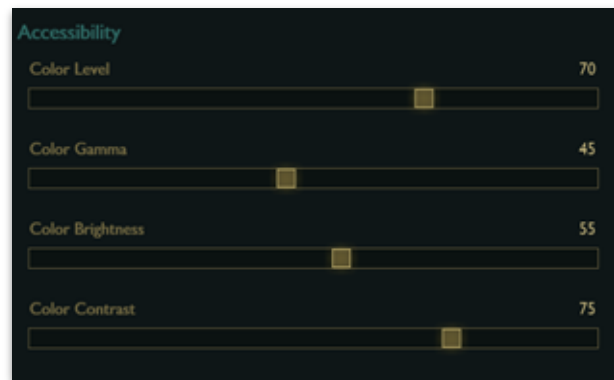 Accessibility
Color Level 70
Color Gamma 45
Color Brightness 55
Color Contrast 75